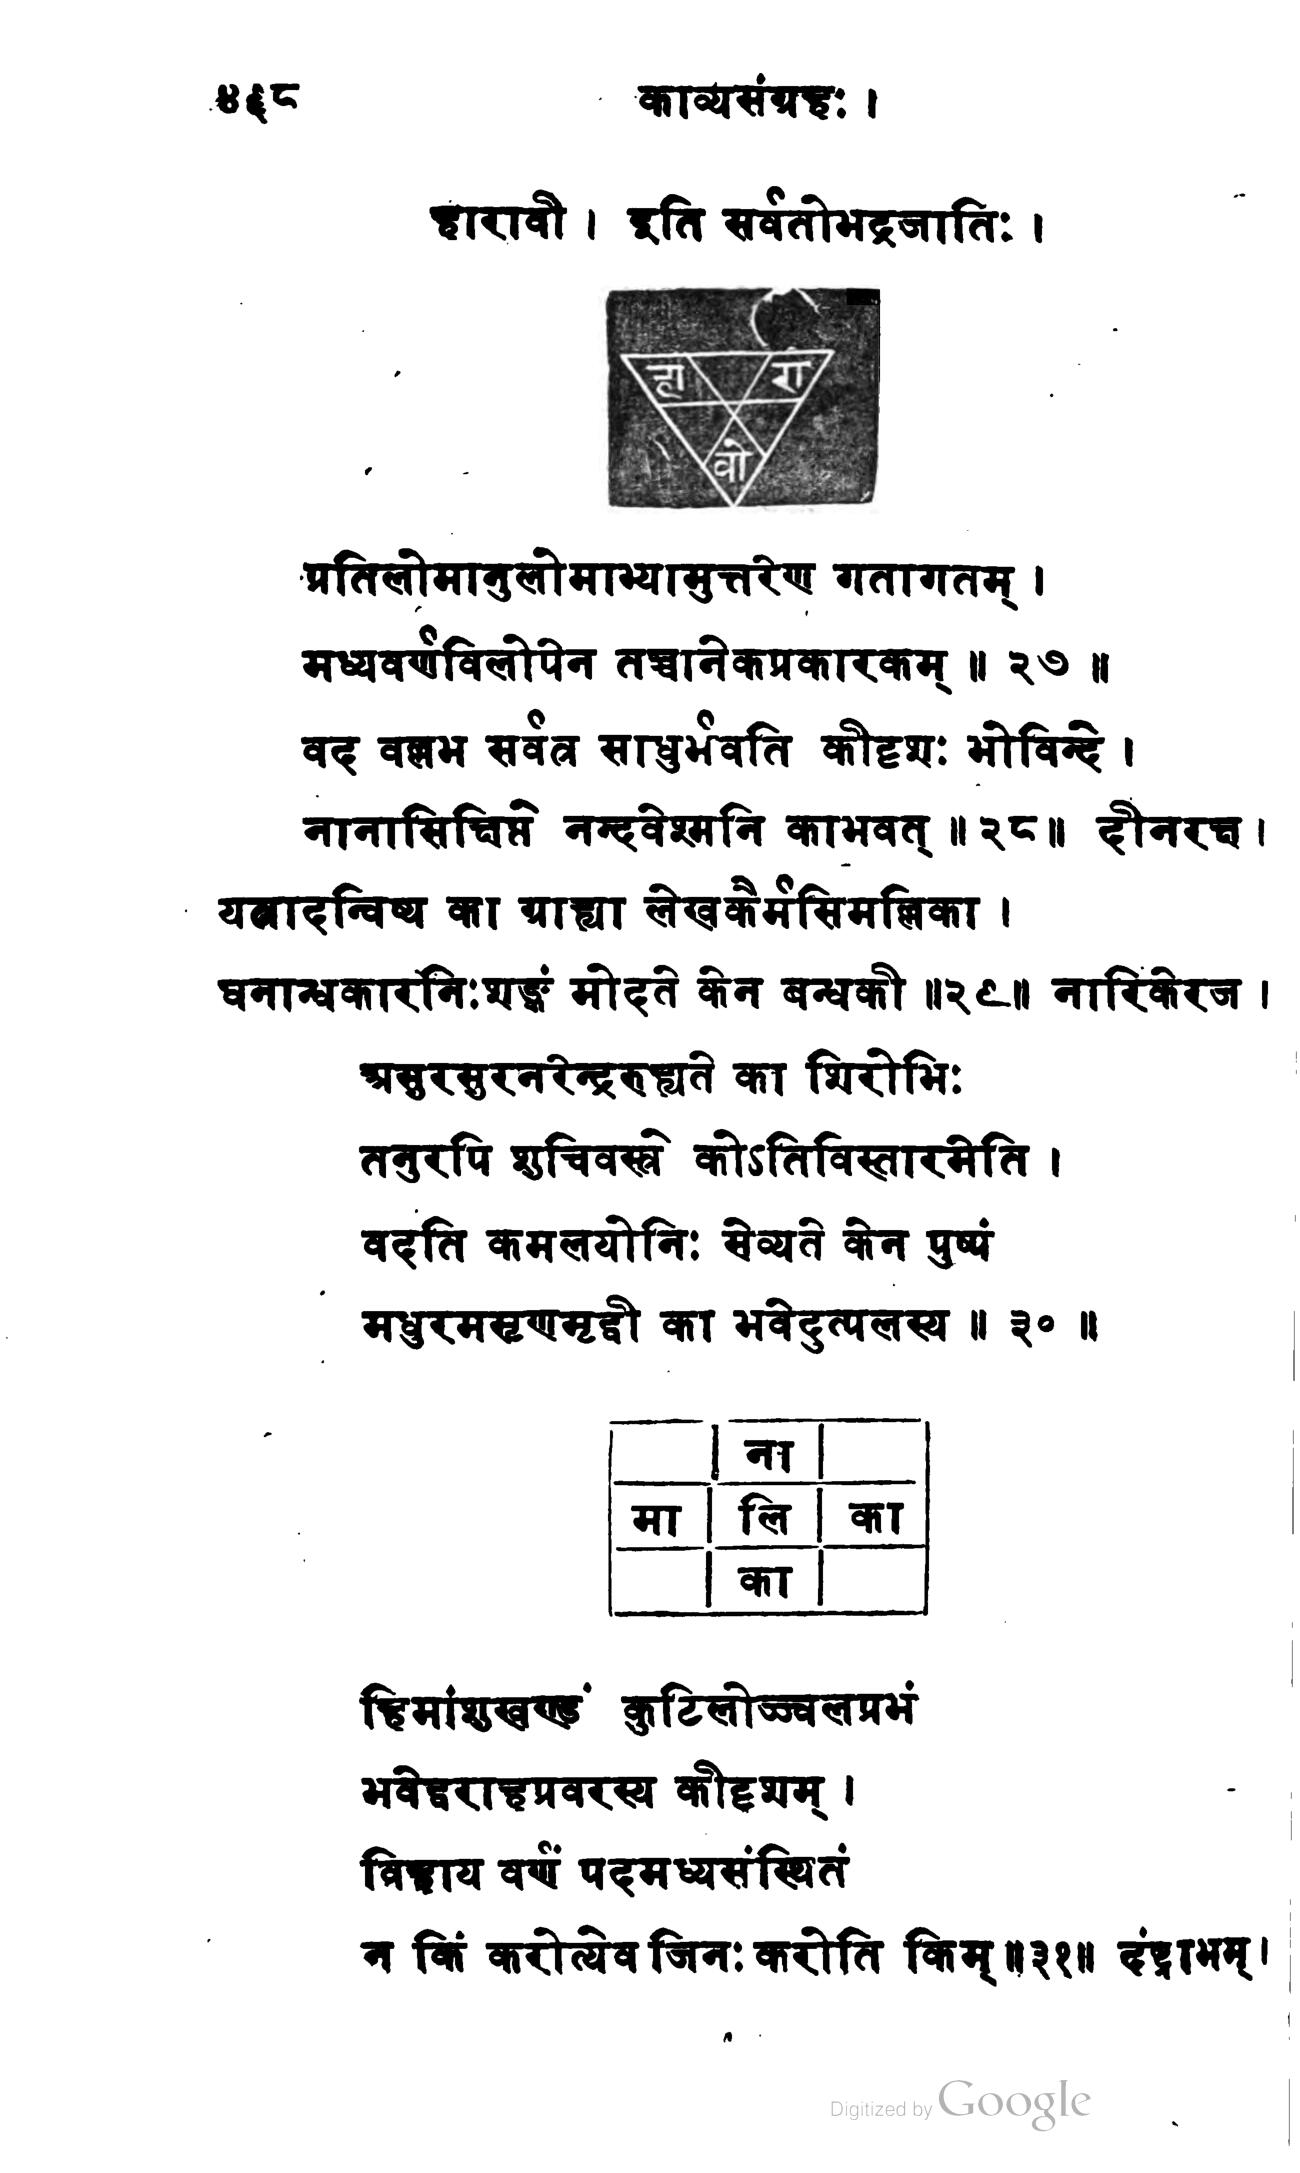 ४६८ काव्यसंग्रहः ।
हारावी । इति सर्वतोभद्रजातिः ।
हा रा
वी
प्रतिलोमानुलोमाभ्यामुत्तरेण गतागतम् ।
मध्यवर्णविलोपेन तच्चानेकप्रकारकम् ॥ २७ ॥
वद वल्लभ सर्वत्र साधुर्भवति कीदृशः भोविन्दे ।
नानासिद्धिप्ते नन्दवेश्मनि काभवत् ॥ २८ ॥ दीनरच्च ।
यत्नादन्विष्य का ग्राह्या लेखकैर्मसिमल्लिका ।
घनान्धकारनिःशङ्कं मोदते केन बन्धकी ॥२९॥ नारिकेरज ।
असुरसुरनरेन्द्रैरुह्यते का शिरोभिः
तनुरपि शुचिवस्त्रे कोऽतिविस्तारमेति ।
वदति कमलयोनिः सेव्यते केन पुष्पं
मधुरमसृणमृद्वी का भवेदुत्पलस्य ॥ ३० ॥
ना
मा लि का
का
हिमांशुखण्डं कुटिलोज्ज्वलप्रभं
भवेद्वराहप्रवरस्य कीदृशम् ।
विहाय वर्णं पदमध्यसंस्थितं
न किं करोत्येव जिनः करोति किम् ॥३१॥ दंष्ट्राभम् ।
Digitized by Google